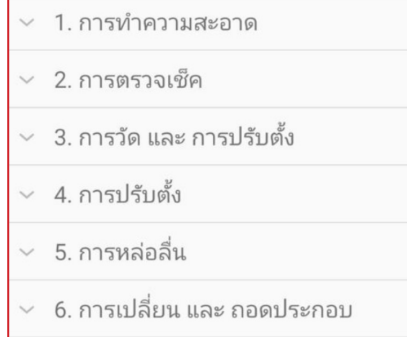 1. การทำความสะอาด
2. การตรวจเช็ค
3. การวัด และ การปรับตั้ง
4. การปรับตั้ง
5. การหล่อลื่น
6. การเปลี่ยน และ ถอดประกอบ